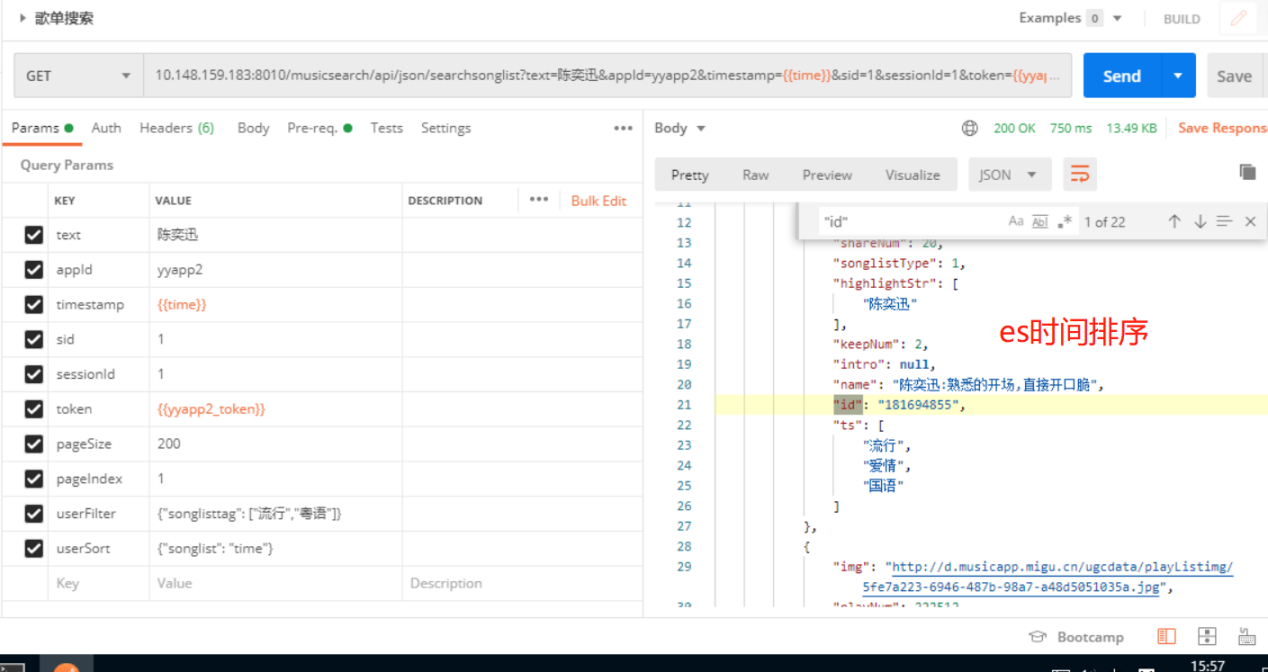 歌单搜索
Examples 0
BUILD
GET
10.148.159.183:8010/musicsearch/api/json/searchsonglist?text=陈奕迅&appId=yyapp2&timestamp={{time}}&sid=1&sessionId=1&token={{yyap...
Send
Save
Params
Auth
Headers (6)
Body
Pre-req.
Tests
Settings
•••
Body
200 OK
750 ms
13.49 KB
Save Respons
Query Params
Pretty
Raw
Preview
Visualize
JSON
KEY
VALUE
DESCRIPTION
•••
Bulk Edit
text 陈奕迅
appId yyapp2
timestamp {{time}}
sid 1
sessionId 1
token {{yyapp2_token}}
pageSize 200
pageIndex 1
userFilter {"songlisttag": ["流行","粤语"]}
userSort {"songlist": "time"}
Key Value Description
"id"
Aa Abl .* 1 of 22
11
12
13 "shareNum": 20,
14 "songlistType": 1,
15 "highlightStr": [
16 "陈奕迅"
17 ],
18 "keepNum": 2,
19 "intro": null,
20 "name": "陈奕迅:熟悉的开场,直接开口脆",
21 "id": "181694855",
22 "ts": [
23 "流行",
24 "爱情",
25 "国语"
26 ]
27 },
28 {
29 "img": "http://d.musicapp.migu.cn/ugcdata/playListimg/
5fe7a223-6946-487b-98a7-a48d5051035a.jpg",
30 "playNum": 222512
es时间排序
Bootcamp
15:57